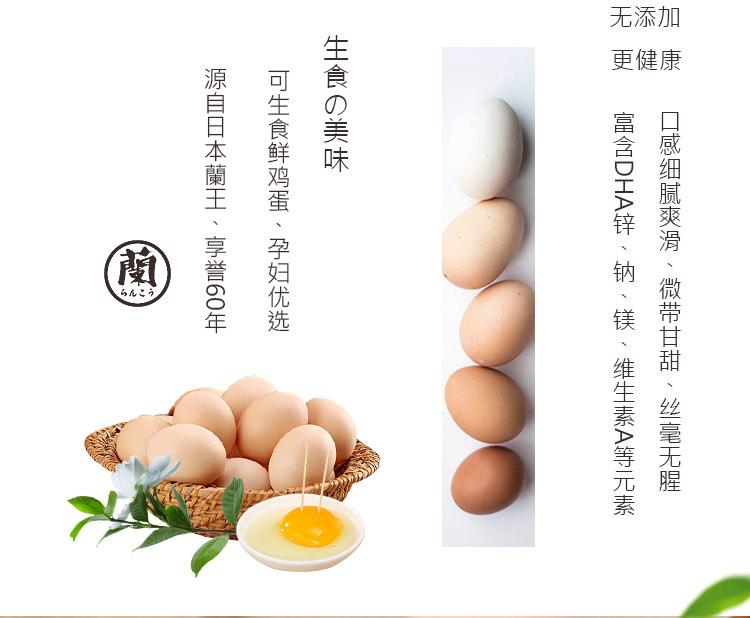 无添加
更健康
口感细腻爽滑、微带甘甜、丝毫无腥
富含DHA锌、钠、镁、维生素A等元素
生食の美味
可生食鲜鸡蛋、孕妇优选
源自日本蘭王、享誉60年
蘭
らんこう